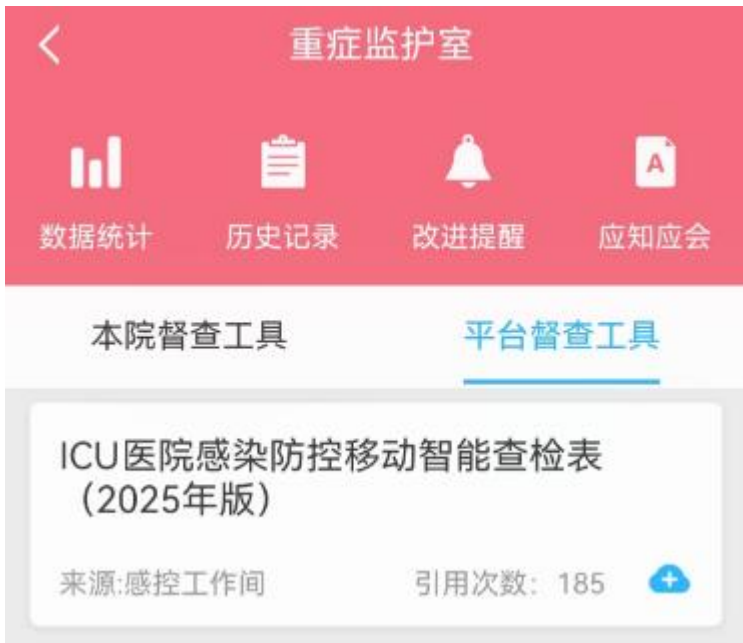 重症监护室
数据统计 历史记录 改进提醒 应知应会
本院督查工具 平台督查工具
ICU医院感染防控移动智能查检表
（2025年版）
来源:感控工作间 引用次数: 185